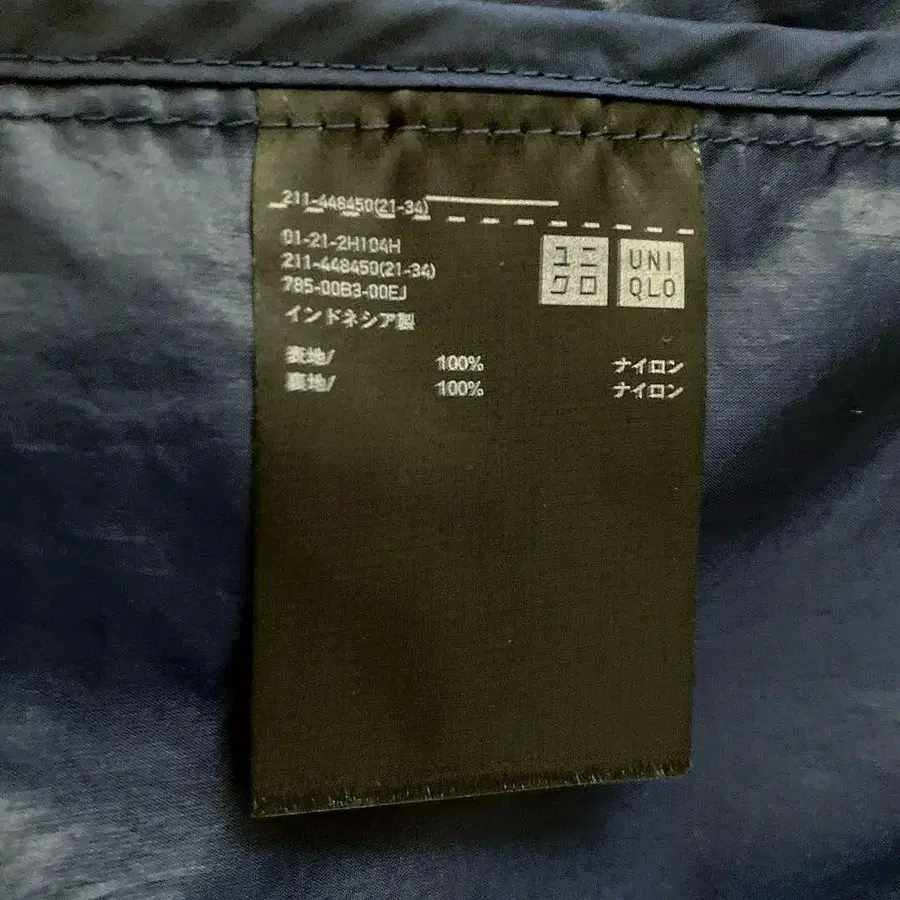 211-448450(21-34)
01-21-2H104H
211-448450(21-34)
785-00B3-00EJ
インドネシア製
ユニ
クロ
UNI
QLO
表地/ 100% ナイロン
裏地/ 100% ナイロン